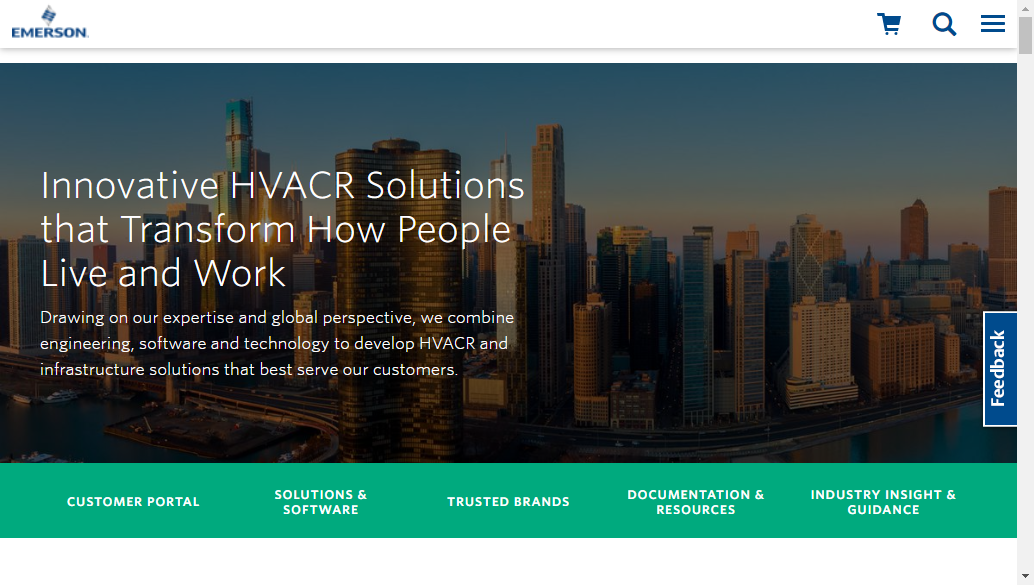 EMERSON
Innovative HVACR Solutions
that Transform How People
Live and Work
Drawing on our expertise and global perspective, we combine
engineering, software and technology to develop HVACR and
infrastructure solutions that best serve our customers.
Feedback
CUSTOMER PORTAL
SOLUTIONS &
SOFTWARE
TRUSTED BRANDS
DOCUMENTATION &
RESOURCES
INDUSTRY INSIGHT &
GUIDANCE